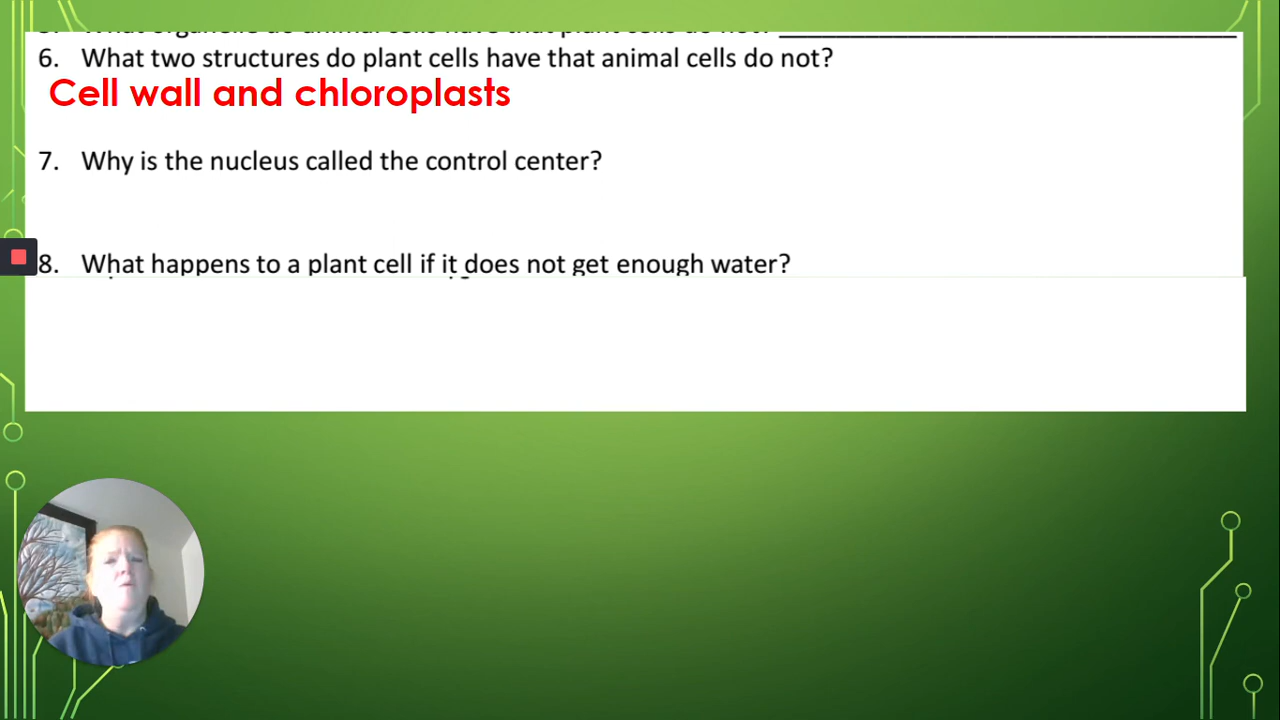 6. What two structures do plant cells have that animal cells do not?
Cell wall and chloroplasts
7. Why is the nucleus called the control center?
8. What happens to a plant cell if it does not get enough water?